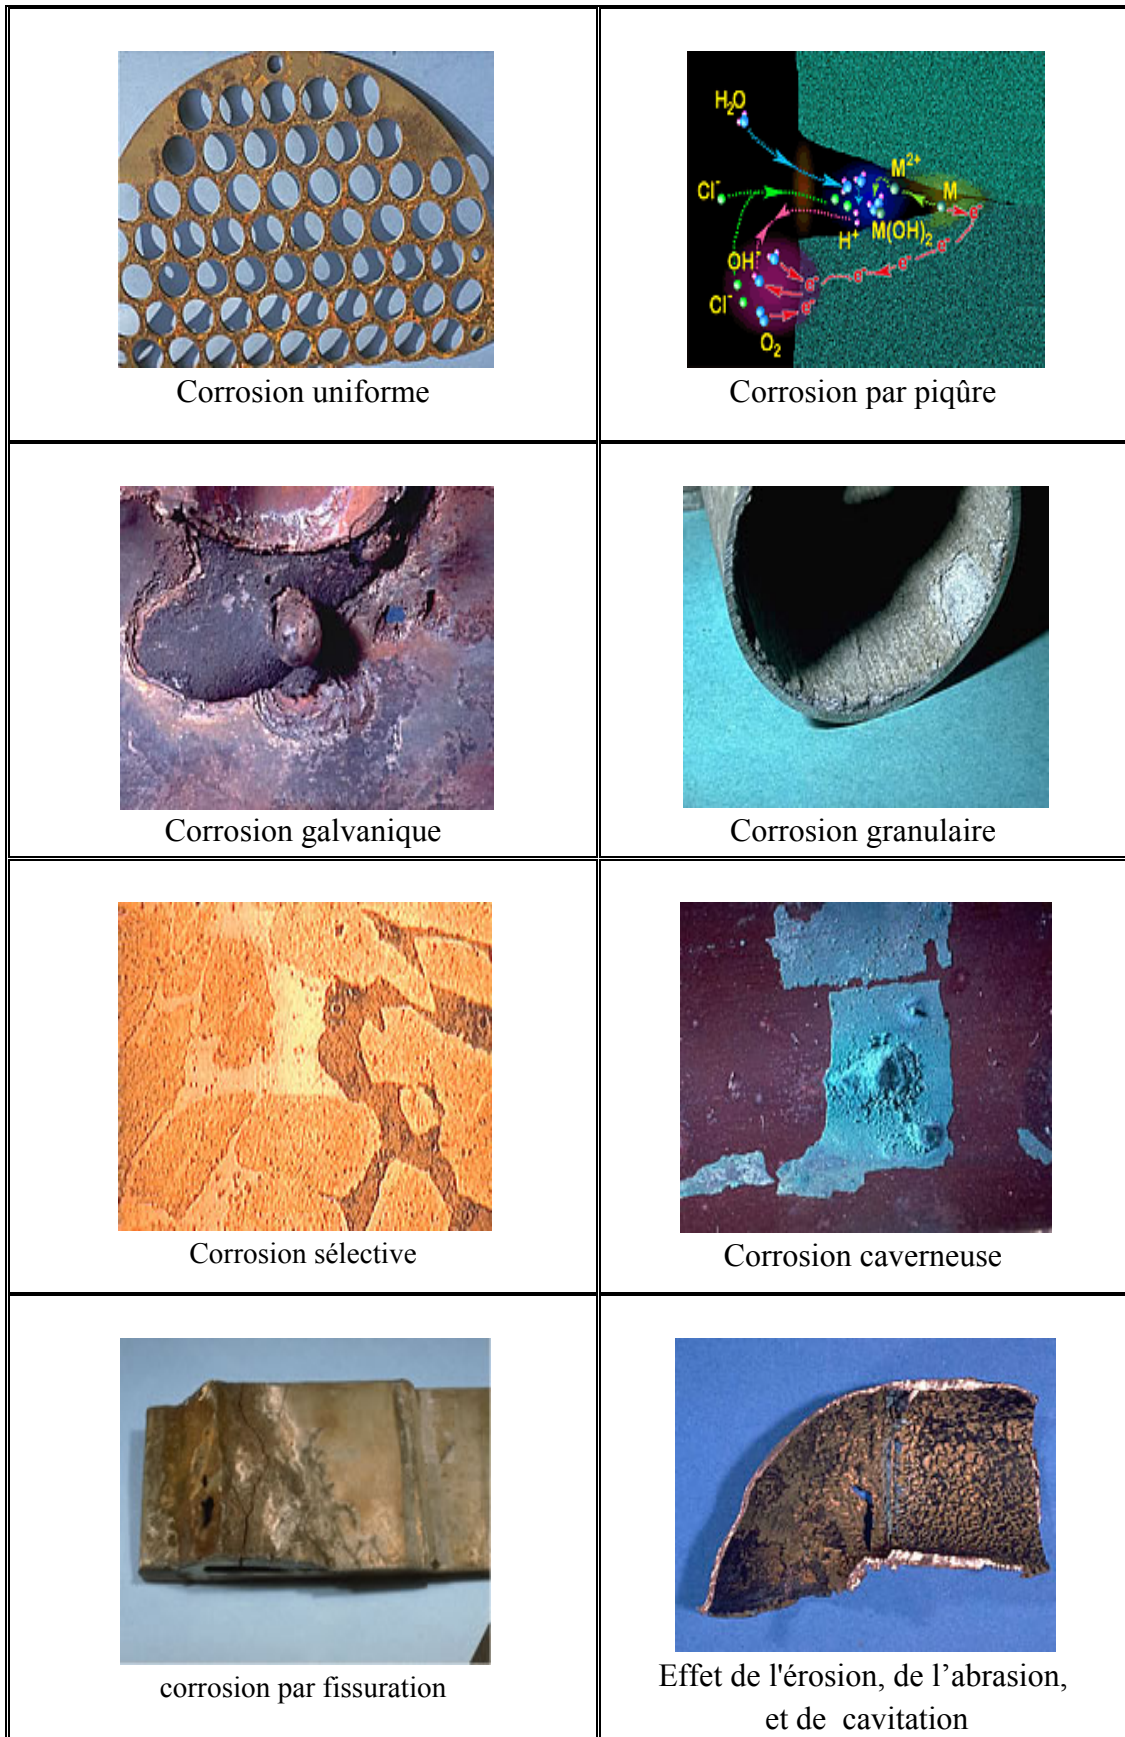 H₂O
M²⁺
Cl⁻
M
e⁻
H⁺
M(OH)₂
e⁻
OH⁻
e⁻
e⁻
e⁻
Cl⁻
O₂
Corrosion uniforme
Corrosion par piqûre
Corrosion galvanique
Corrosion granulaire
Corrosion sélective
Corrosion caverneuse
corrosion par fissuration
Effet de l'érosion, de l’abrasion,
et de cavitation